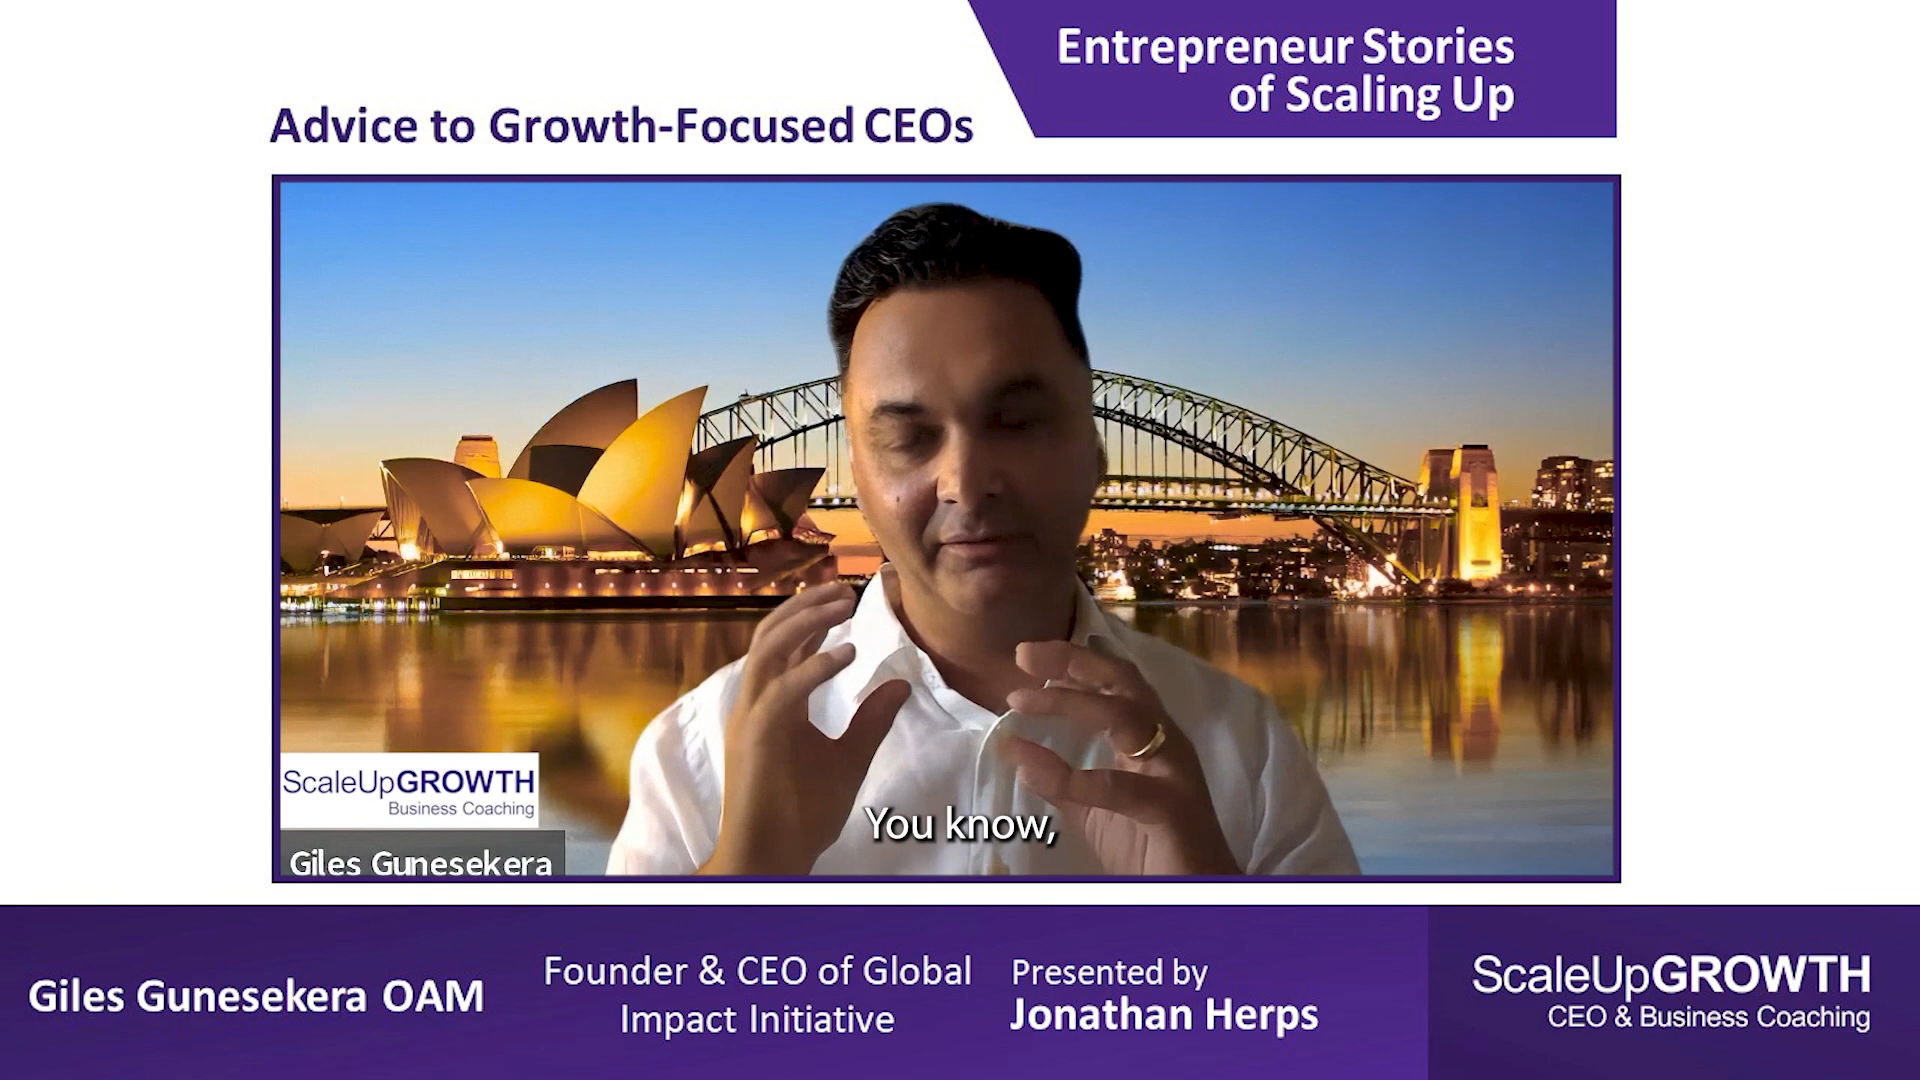 Entrepreneur Stories
of Scaling Up
Advice to Growth-Focused CEOs
ScaleUpGROWTH
Business Coaching
You know,
Giles Gunesekera
Giles Gunesekera OAM
Founder & CEO of Global
Impact Initiative
Presented by
Jonathan Herps
ScaleUpGROWTH
CEO & Business Coaching